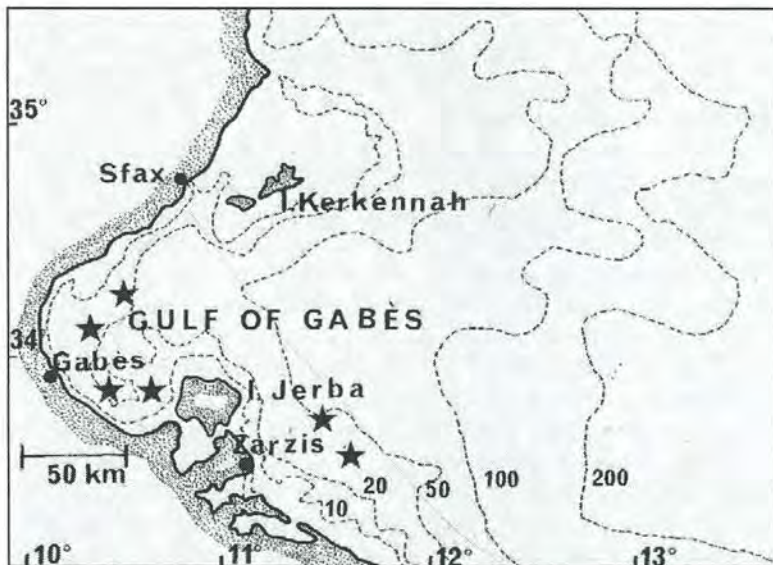 35°
Sfax
I.Kerkennah
GULF OF GABÈS
34
Gabès
I Jerba
Zarzis
50 km
10
20
50
100
200
10°
11°
12°
13°